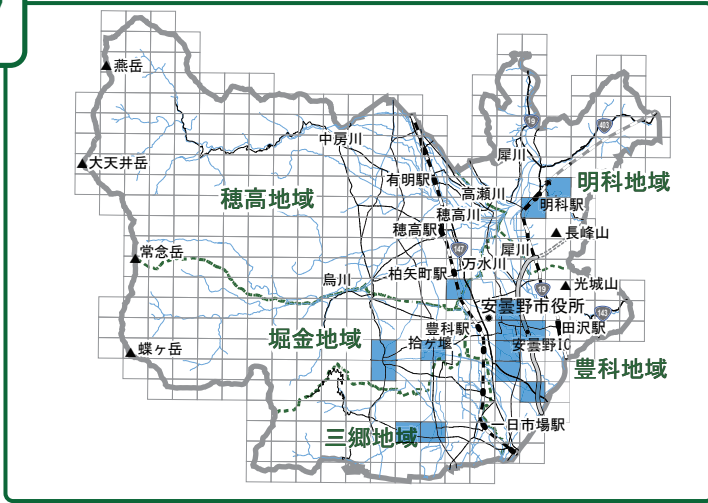 燕岳
中房川
19
403
犀川
大天井岳
有明駅
高瀬川
明科地域
穂高地域
明科駅
穂高川
穂高駅
長峰山
常念岳
147
犀川
万水川
柏矢町駅
烏川
19
光城山
安曇野市役所
143
豊科駅
田沢駅
堀金地域
拾ヶ堰
安曇野IC
蝶ヶ岳
豊科地域
一日市場駅
三郷地域